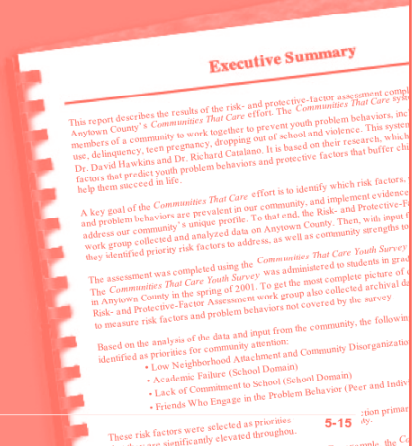 Executive Summary
This report describes the results of the risk- and protective-factor assessment compl
Anytown County's Communities That Care effort. The Communities That Care syst
members of a community to work together to prevent youth problem behaviors, inc
use, delinquency, teen pregnancy, dropping out of school and violence. This system
Dr. David Hawkins and Dr. Richard Catalano. It is based on their research, which
factors that predict youth problem behaviors and protective factors that buffer chi
help them succeed in life.
A key goal of the Communities That Care effort is to identify which risk factors,
and problem behaviors are prevalent in our community, and implement evidence
address our community's unique profile. To that end, the Risk- and Protective-F
work group collected and analyzed data on Anytown County. Then, with input f
they identified priority risk factors to address, as well as community strengths to
The assessment was completed using the Communities That Care Youth Survey
The Communities That Care Youth Survey was administered to students in grad
in Anytown County in the spring of 2001. To get the most complete picture of
Risk- and Protective-Factor Assessment work group also collected archival da
to measure risk factors and problem behaviors not covered by the survey
Based on the analysis of the data and input from the community, the followin
identified as priorities for community attention:
• Low Neighborhood Attachment and Community Disorganizatio
- Academic Failure (School Domain)
• Lack of Commitment to School (School Domain)
• Friends Who Engage in the Problem Behavior (Peer and Indivi
These risk factors were selected as priorities
tion primar
5-15 dy.
significantly elevated throughou